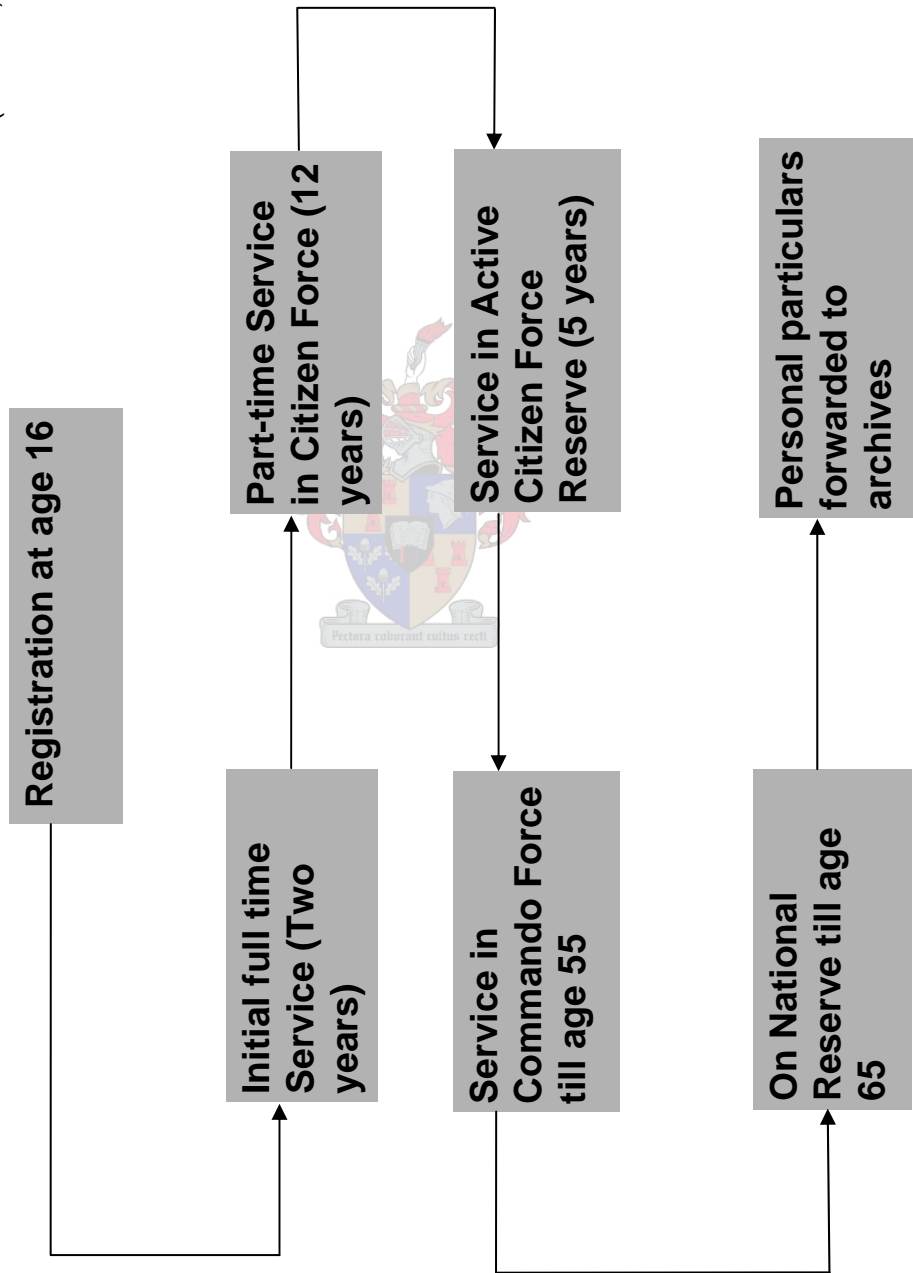 Registration at age 16
Initial full time
Service (Two
years)
Part-time Service
in Citizen Force (12
years)
Service in Active
Citizen Force
Reserve (5 years)
Service in
Commando Force
till age 55
On National
Reserve till age
65
Personal particulars
forwarded to
archives
Pectora roborant cultus recti